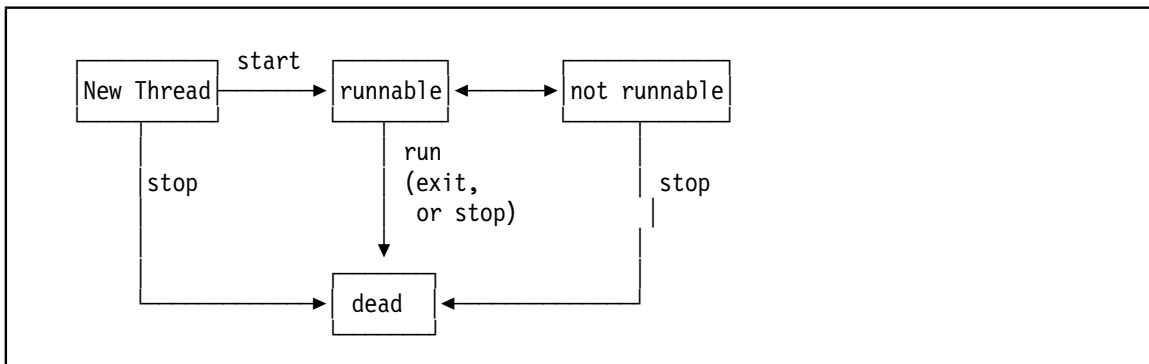 start
New Thread runnable not runnable
run
stop (exit, stop
or stop)
dead